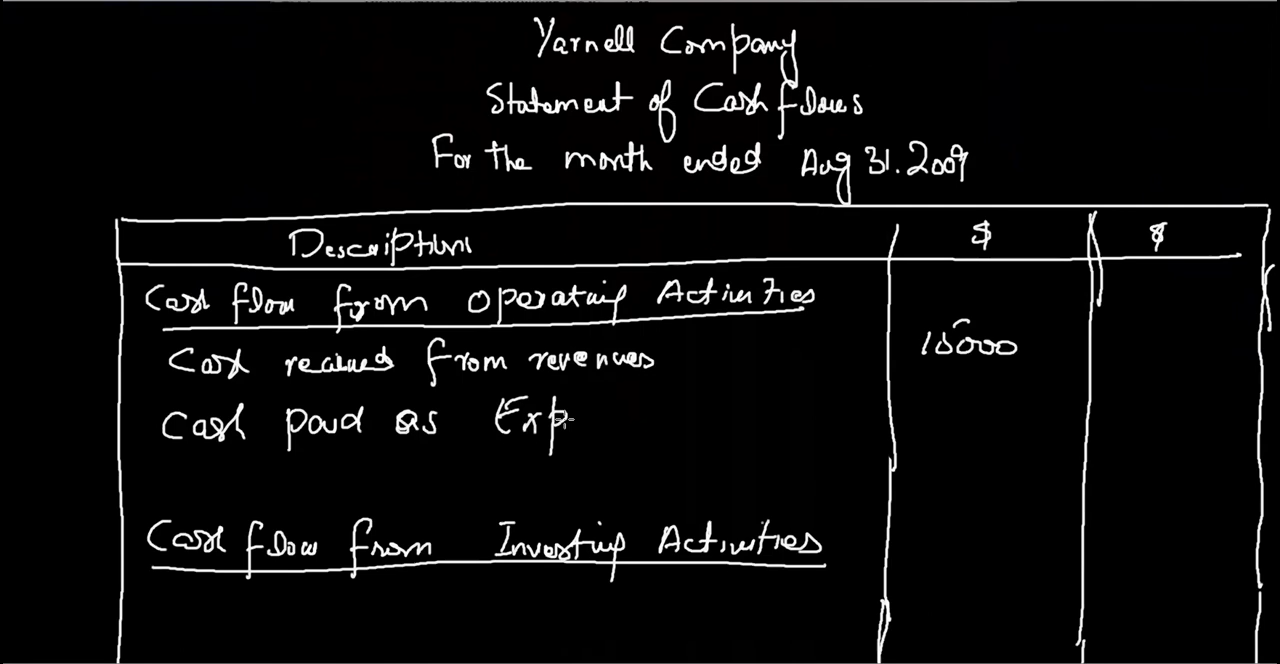 Yarnell Company
Statement of Cash flows
For the month ended Aug 31. 2009
Description $ $
Cash flow from Operating Activities
Cash received from revenues 15000
Cash paid as Exp
Cash flow from Investing Activities